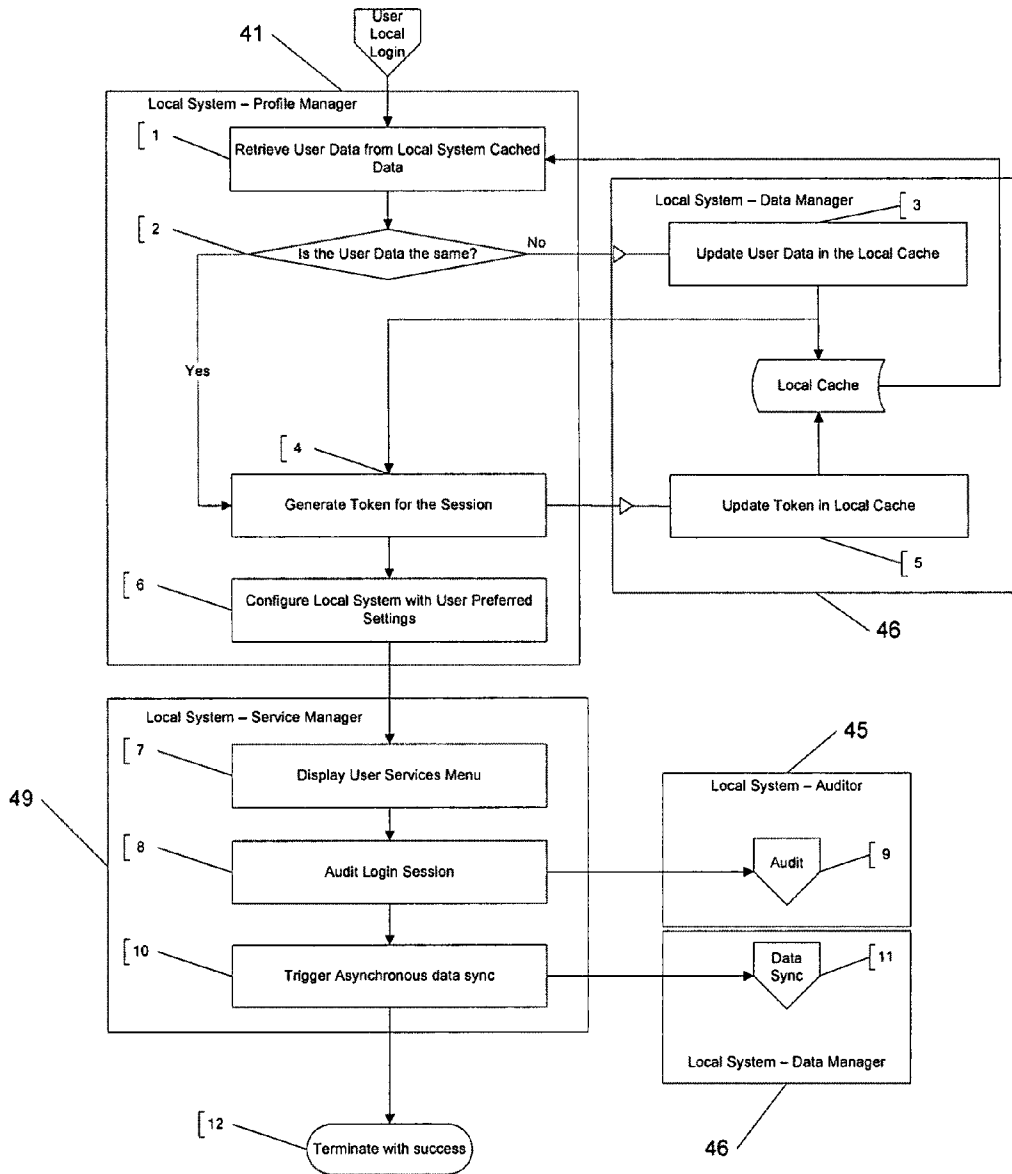 User
Local
Login
41
Local System – Profile Manager
1
Retrieve User Data from Local System Cached
Data
Local System – Data Manager
2
Is the User Data the same?
No
3
Update User Data in the Local Cache
Yes
Local Cache
4
Generate Token for the Session
Update Token in Local Cache
5
6
Configure Local System with User Preferred
Settings
46
Local System – Service Manager
7
Display User Services Menu
45
Local System – Auditor
49
8
Audit Login Session
Audit
9
10
Trigger Asynchronous data sync
Data
Sync
11
Local System – Data Manager
12
Terminate with success
46